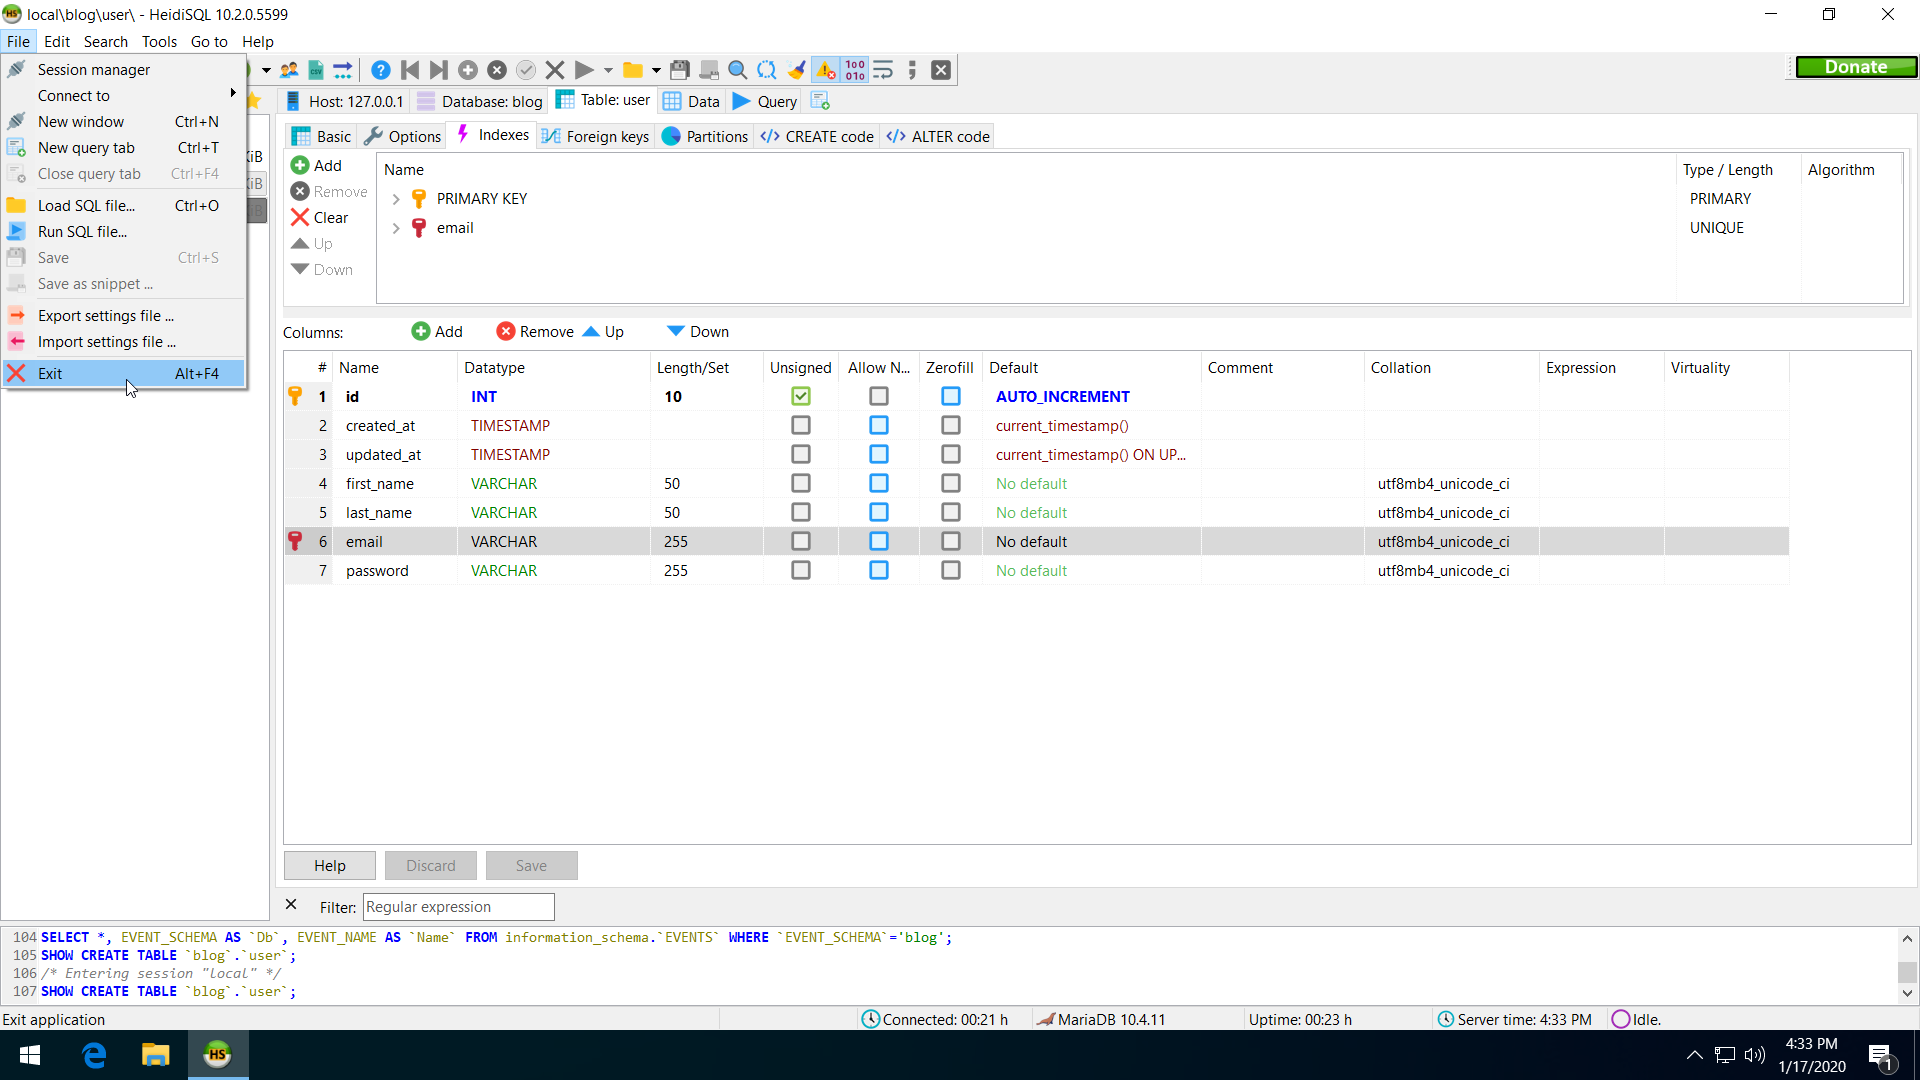 local\blog\user\ - HeidiSQL 10.2.0.5599
File Edit Search Tools Go to Help
Session manager
Connect to
New window Ctrl+N
New query tab Ctrl+T
Close query tab Ctrl+F4
Load SQL file... Ctrl+O
Run SQL file...
Save Ctrl+S
Save as snippet ...
Export settings file ...
Import settings file ...
Exit Alt+F4
Donate
Host: 127.0.0.1 Database: blog Table: user Data Query
Basic Options Indexes Foreign keys Partitions CREATE code ALTER code
Add
Remove
Clear
Up
Down
Name Type / Length Algorithm
PRIMARY KEY PRIMARY
email UNIQUE
Columns: Add Remove Up Down
# Name Datatype Length/Set Unsigned Allow N... Zerofill Default Comment Collation Expression Virtuality
1 id INT 10 AUTO_INCREMENT
2 created_at TIMESTAMP current_timestamp()
3 updated_at TIMESTAMP current_timestamp() ON UP...
4 first_name VARCHAR 50 No default utf8mb4_unicode_ci
5 last_name VARCHAR 50 No default utf8mb4_unicode_ci
6 email VARCHAR 255 No default utf8mb4_unicode_ci
7 password VARCHAR 255 No default utf8mb4_unicode_ci
Help Discard Save
Filter: Regular expression
104 SELECT *, EVENT_SCHEMA AS `Db`, EVENT_NAME AS `Name` FROM information_schema.`EVENTS` WHERE `EVENT_SCHEMA`='blog';
105 SHOW CREATE TABLE `blog`.`user`;
106 /* Entering session "local" */
107 SHOW CREATE TABLE `blog`.`user`;
Exit application Connected: 00:21 h MariaDB 10.4.11 Uptime: 00:23 h Server time: 4:33 PM Idle.
HS
4:33 PM
1/17/2020
1